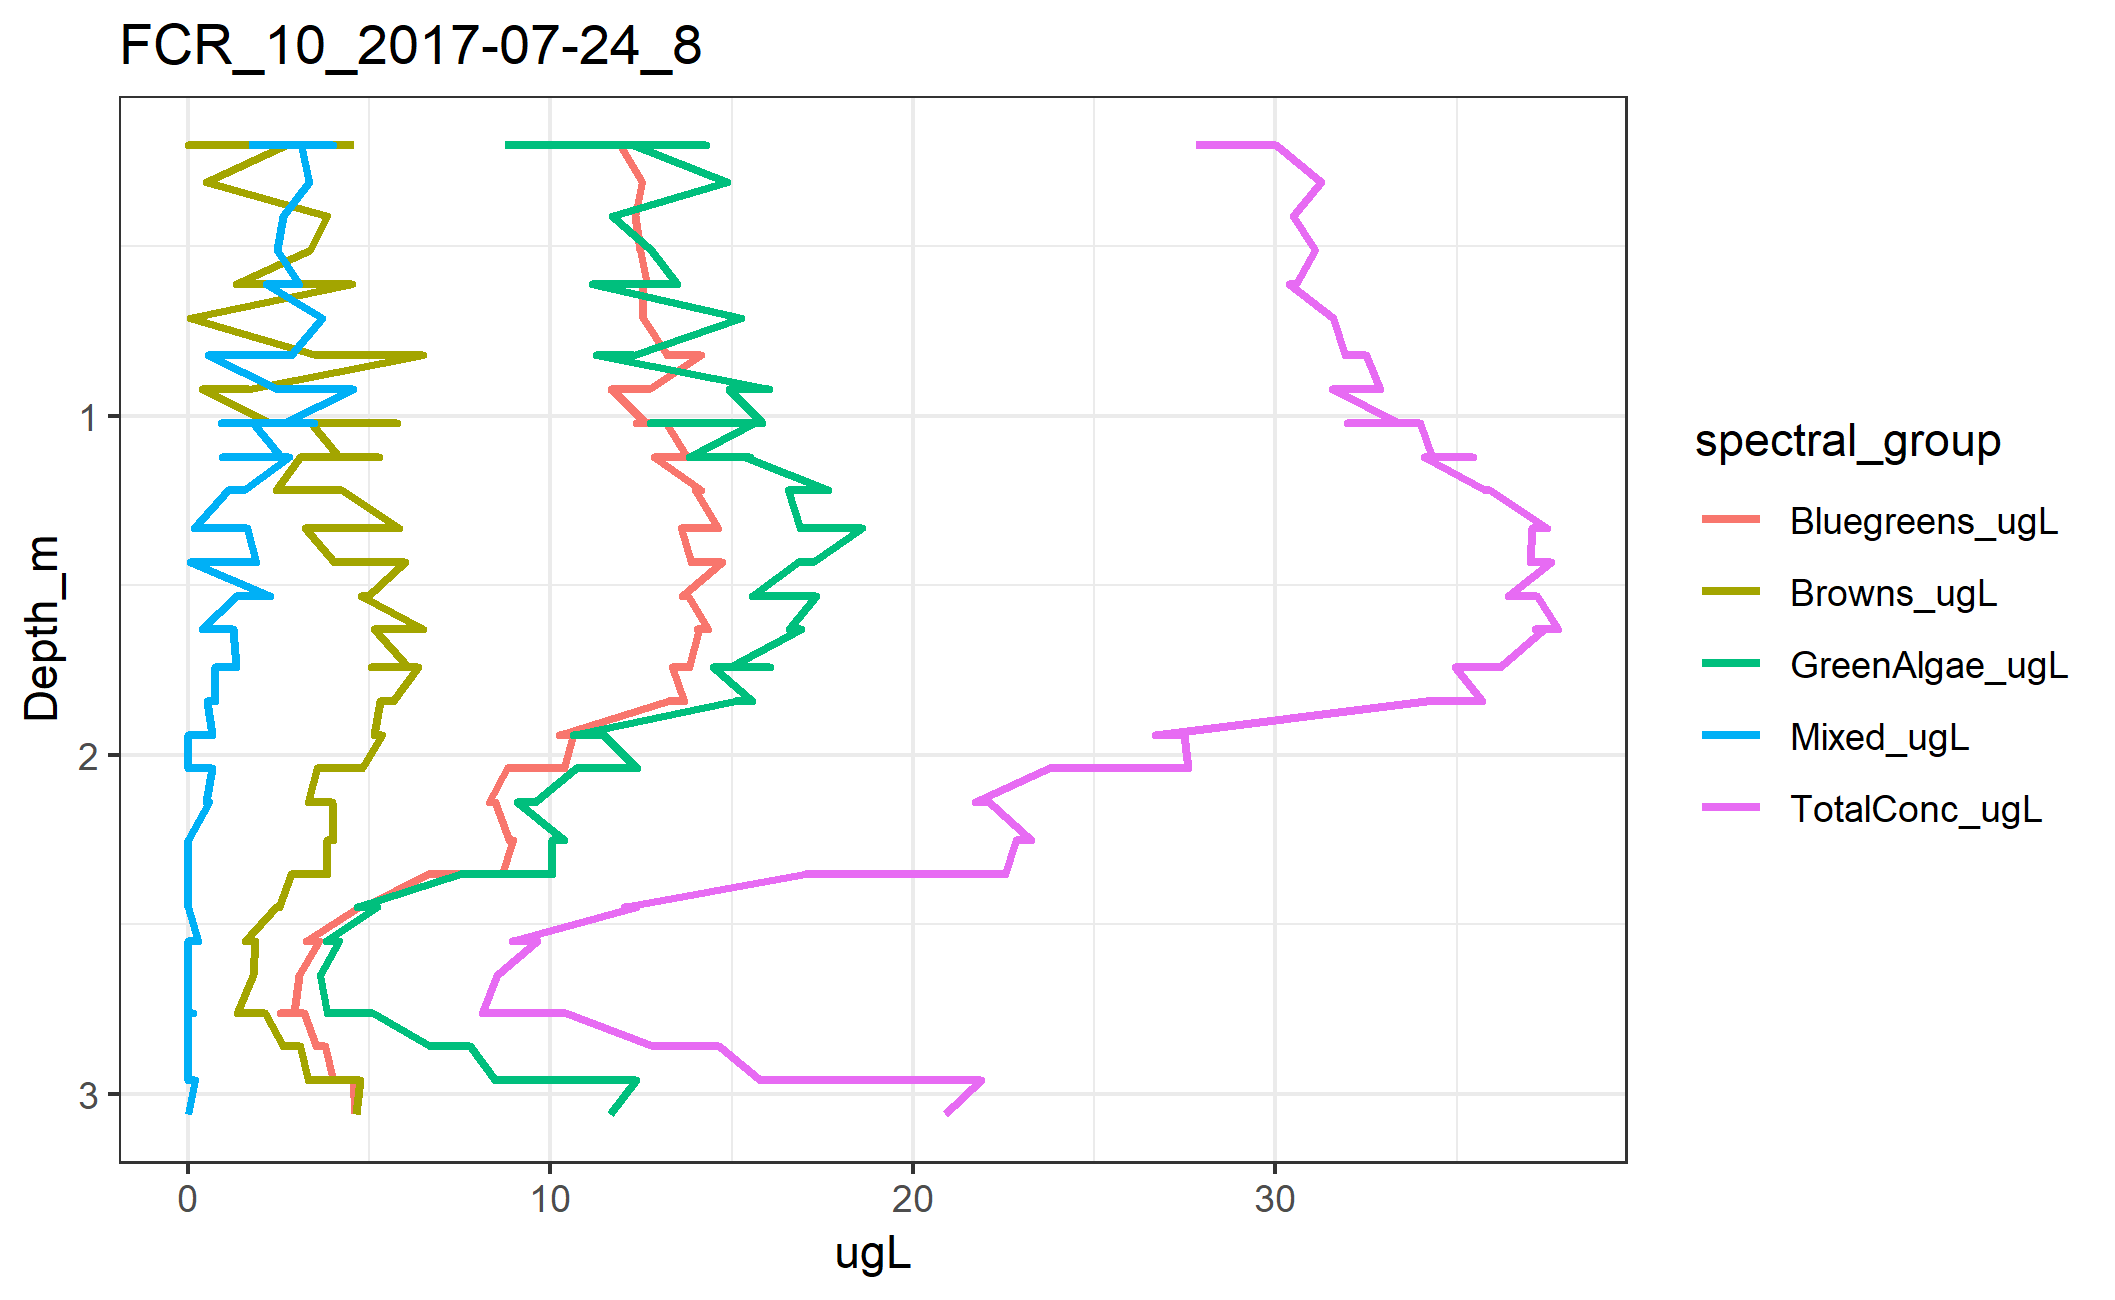 FCR_10_2017-07-24_8
Depth_m
1
2
3
0
10
20
30
ugL
spectral_group
Bluegreens_ugL
Browns_ugL
GreenAlgae_ugL
Mixed_ugL
TotalConc_ugL